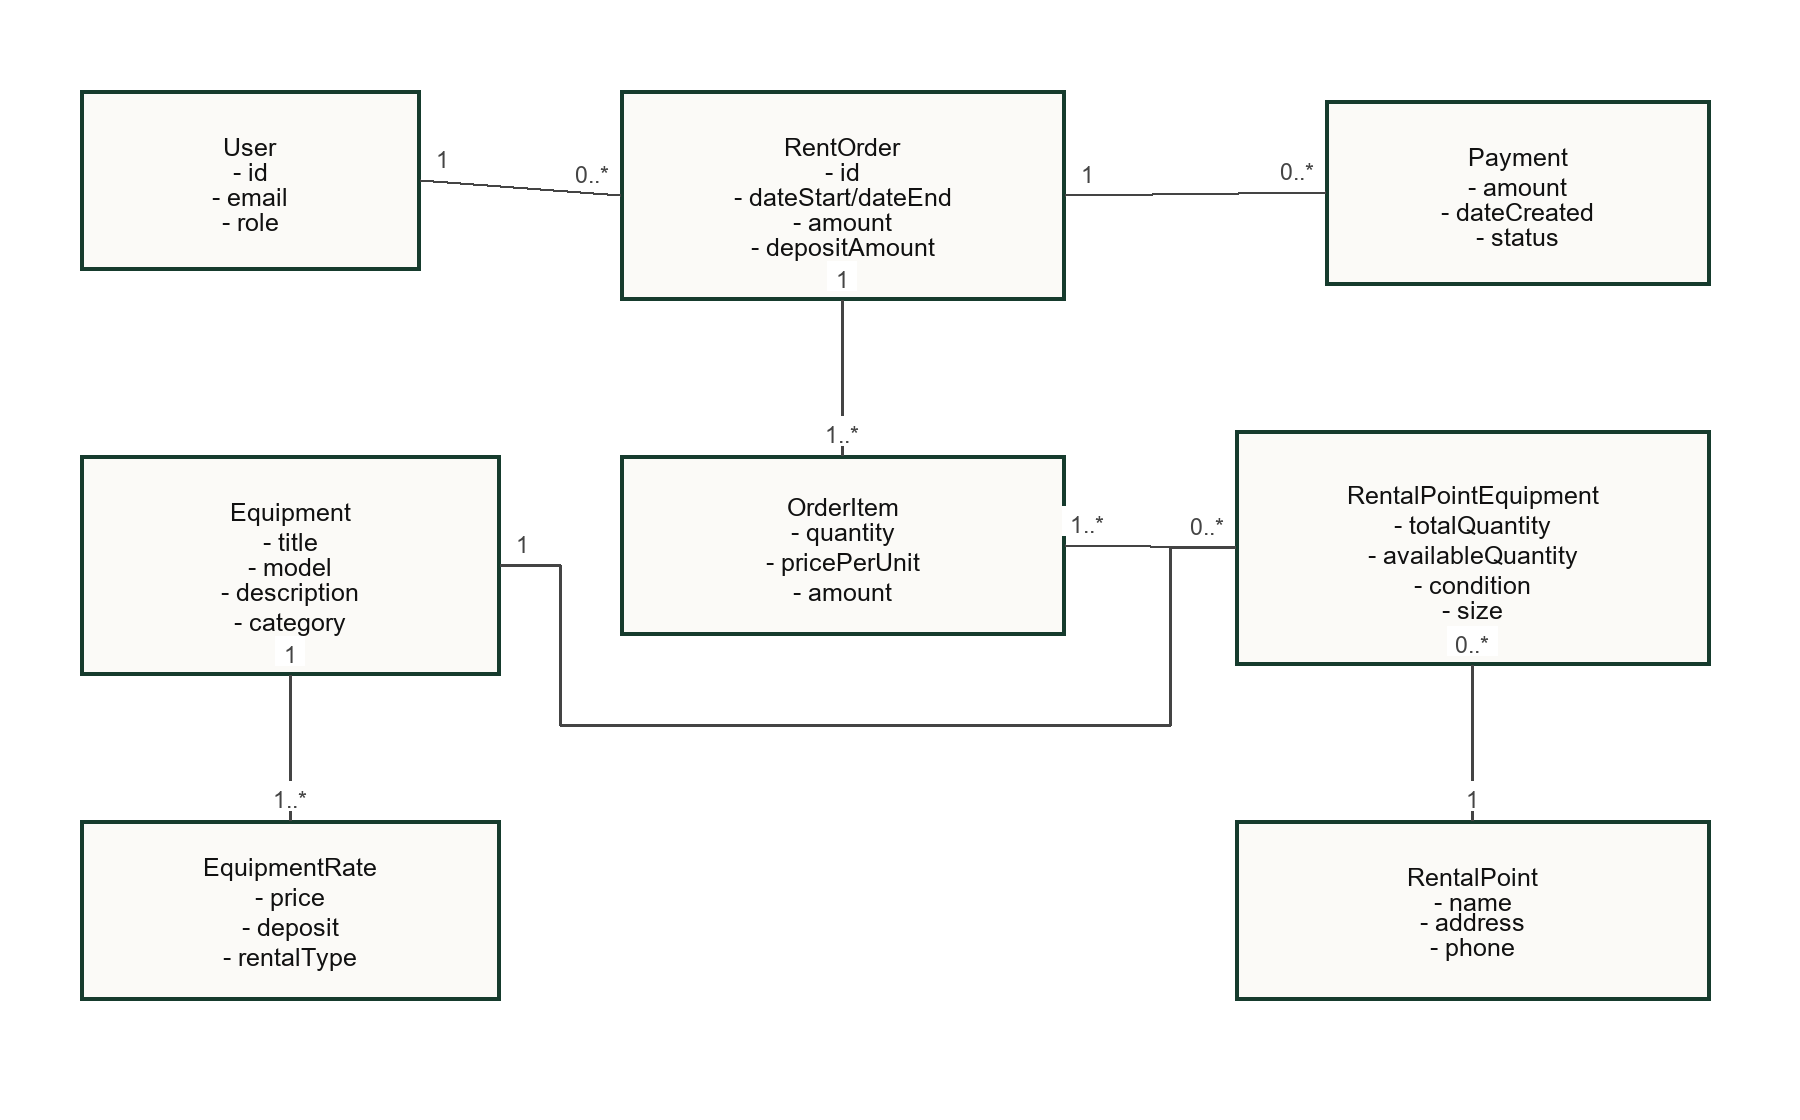 User
- id
- email
- role
1
0..*
RentOrder
- id
- dateStart/dateEnd
- amount
- depositAmount
1
1
0..*
Payment
- amount
- dateCreated
- status
1..*
Equipment
- title
- model
- description
- category
1
1
OrderItem
- quantity
- pricePerUnit
- amount
1..*
0..*
RentalPointEquipment
- totalQuantity
- availableQuantity
- condition
- size
0..*
1..*
1
EquipmentRate
- price
- deposit
- rentalType
RentalPoint
- name
- address
- phone